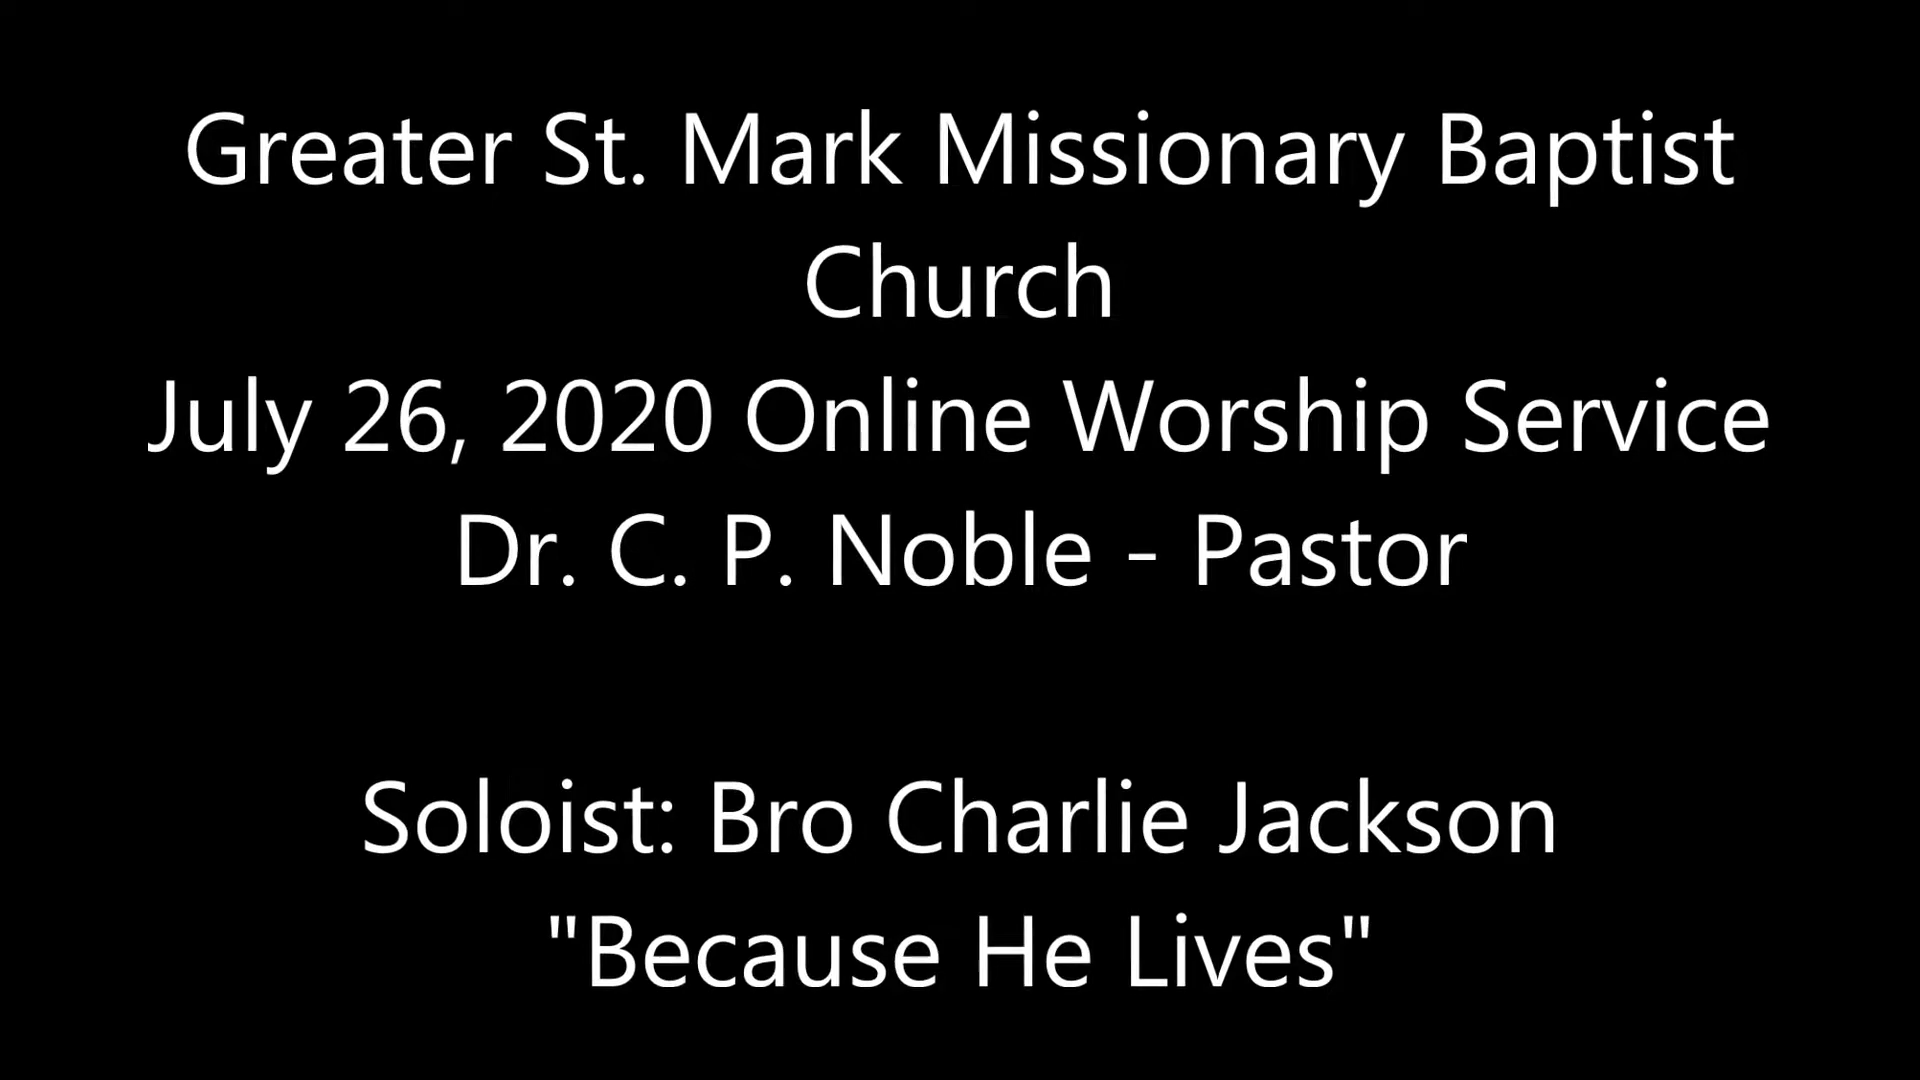 Greater St. Mark Missionary Baptist
Church
July 26, 2020 Online Worship Service
Dr. C. P. Noble - Pastor
Soloist: Bro Charlie Jackson
"Because He Lives"